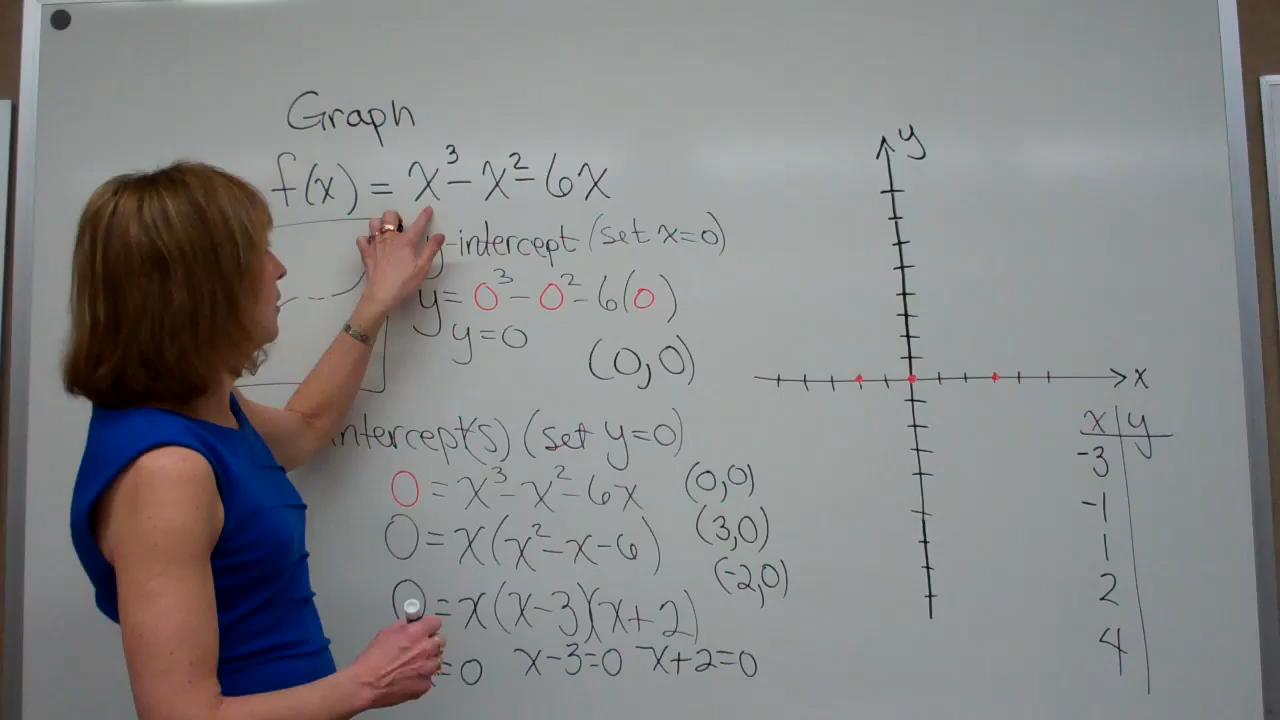 Graph
f(x) = x³ - x² - 6x
y-intercept (set x=0)
y = 0³ - 0² - 6(0)
y = 0
(0,0)
intercept(s) (set y=0)
0 = x³ - x² - 6x
(0,0)
0 = x(x² - x - 6)
(3,0)
(-2,0)
0 = x(x-3)(x+2)
=0 x-3=0 x+2=0
y
x
x y
-3
-1
1
2
4